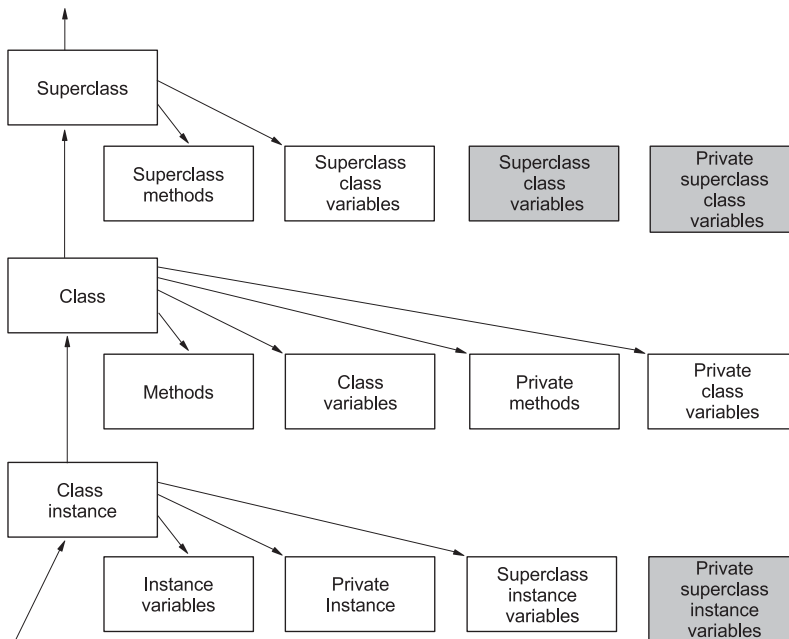 Superclass
Superclass
methods
Superclass
class
variables
Superclass
class
variables
Private
superclass
class
variables
Class
Methods
Class
variables
Private
methods
Private
class
variables
Class
instance
Instance
variables
Private
Instance
Superclass
instance
variables
Private
superclass
instance
variables